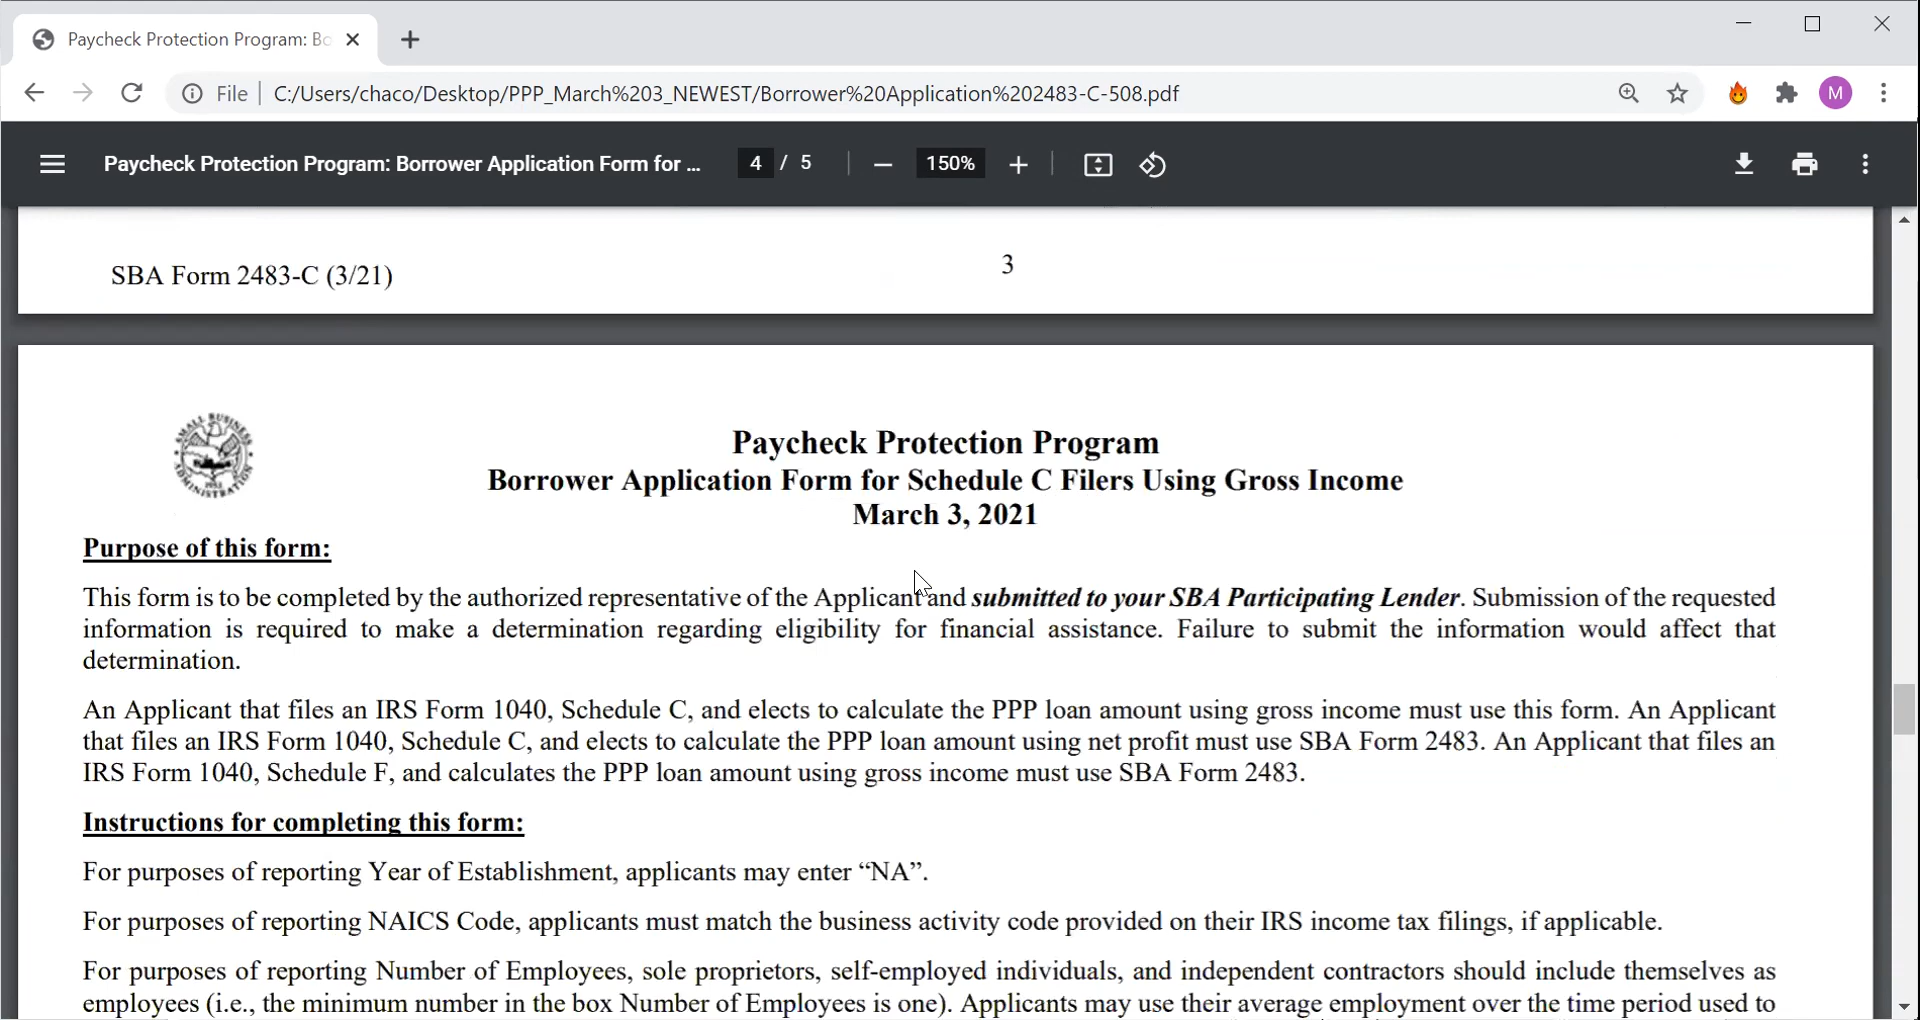 Paycheck Protection Program: Bo
File
C:/Users/chaco/Desktop/PPP_March%203_NEWEST/Borrower%20Application%202483-C-508.pdf
M
Paycheck Protection Program: Borrower Application Form for ...
4 / 5
150%
SBA Form 2483-C (3/21)
3
SMALL BUSINESS ADMINISTRATION
Paycheck Protection Program
Borrower Application Form for Schedule C Filers Using Gross Income
March 3, 2021
Purpose of this form:
This form is to be completed by the authorized representative of the Applicant and submitted to your SBA Participating Lender. Submission of the requested
information is required to make a determination regarding eligibility for financial assistance. Failure to submit the information would affect that
determination.
An Applicant that files an IRS Form 1040, Schedule C, and elects to calculate the PPP loan amount using gross income must use this form. An Applicant
that files an IRS Form 1040, Schedule C, and elects to calculate the PPP loan amount using net profit must use SBA Form 2483. An Applicant that files an
IRS Form 1040, Schedule F, and calculates the PPP loan amount using gross income must use SBA Form 2483.
Instructions for completing this form:
For purposes of reporting Year of Establishment, applicants may enter “NA”.
For purposes of reporting NAICS Code, applicants must match the business activity code provided on their IRS income tax filings, if applicable.
For purposes of reporting Number of Employees, sole proprietors, self-employed individuals, and independent contractors should include themselves as
employees (i.e., the minimum number in the box Number of Employees is one). Applicants may use their average employment over the time period used to